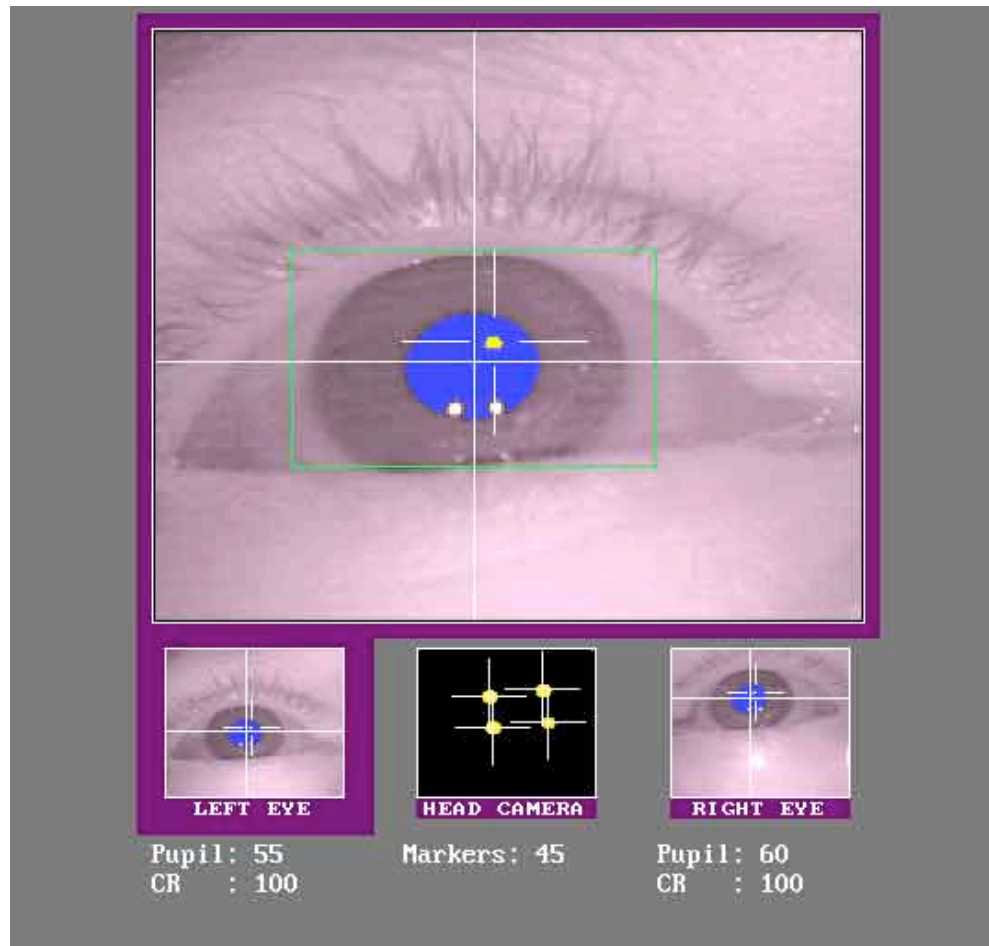 LEFT EYE
HEAD CAMERA
RIGHT EYE
Pupil: 55
CR : 100
Markers: 45
Pupil: 60
CR : 100